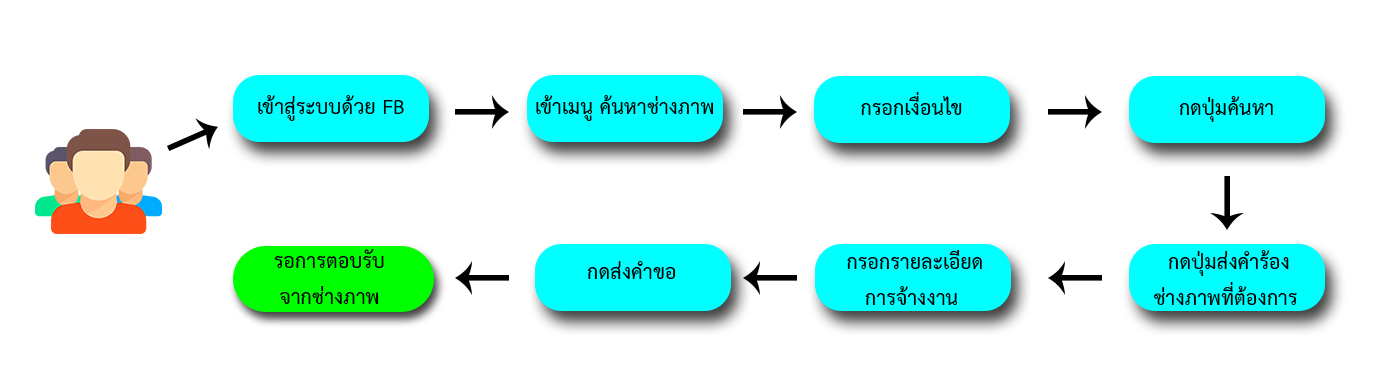 เข้าสู่ระบบด้วย FB
เข้าเมนู ค้นหาช่างภาพ
กรอกเงื่อนไข
กดปุ่มค้นหา
กดปุ่มส่งคำร้อง
ช่างภาพที่ต้องการ
กรอกรายละเอียด
การจ้างงาน
กดส่งคำขอ
รอการตอบรับ
จากช่างภาพ